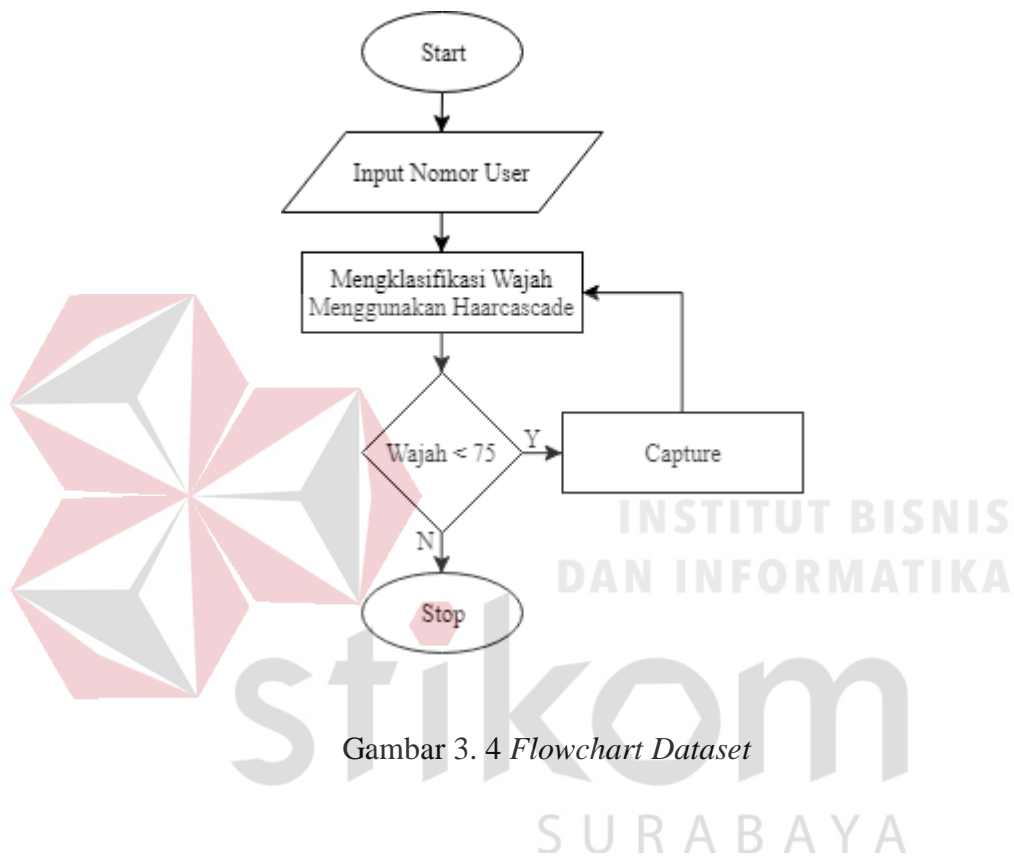 Start
Input Nomor User
Mengklasifikasi Wajah
Menggunakan Haarcascade
Wajah < 75
Y
Capture
N
Stop
INSTITUT BISNIS
DAN INFORMATIKA
stikom
SURABAYA
Gambar 3. 4 Flowchart Dataset